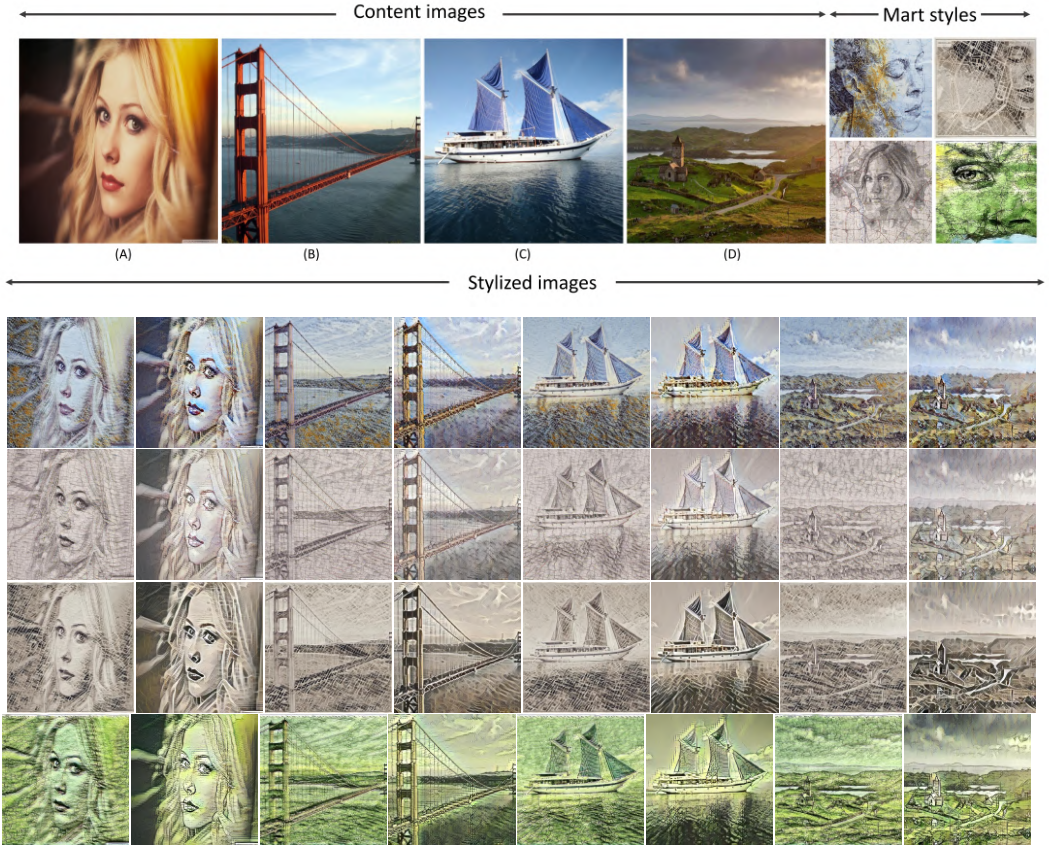 Content images
Mart styles
(A)
(B)
(C)
(D)
Stylized images